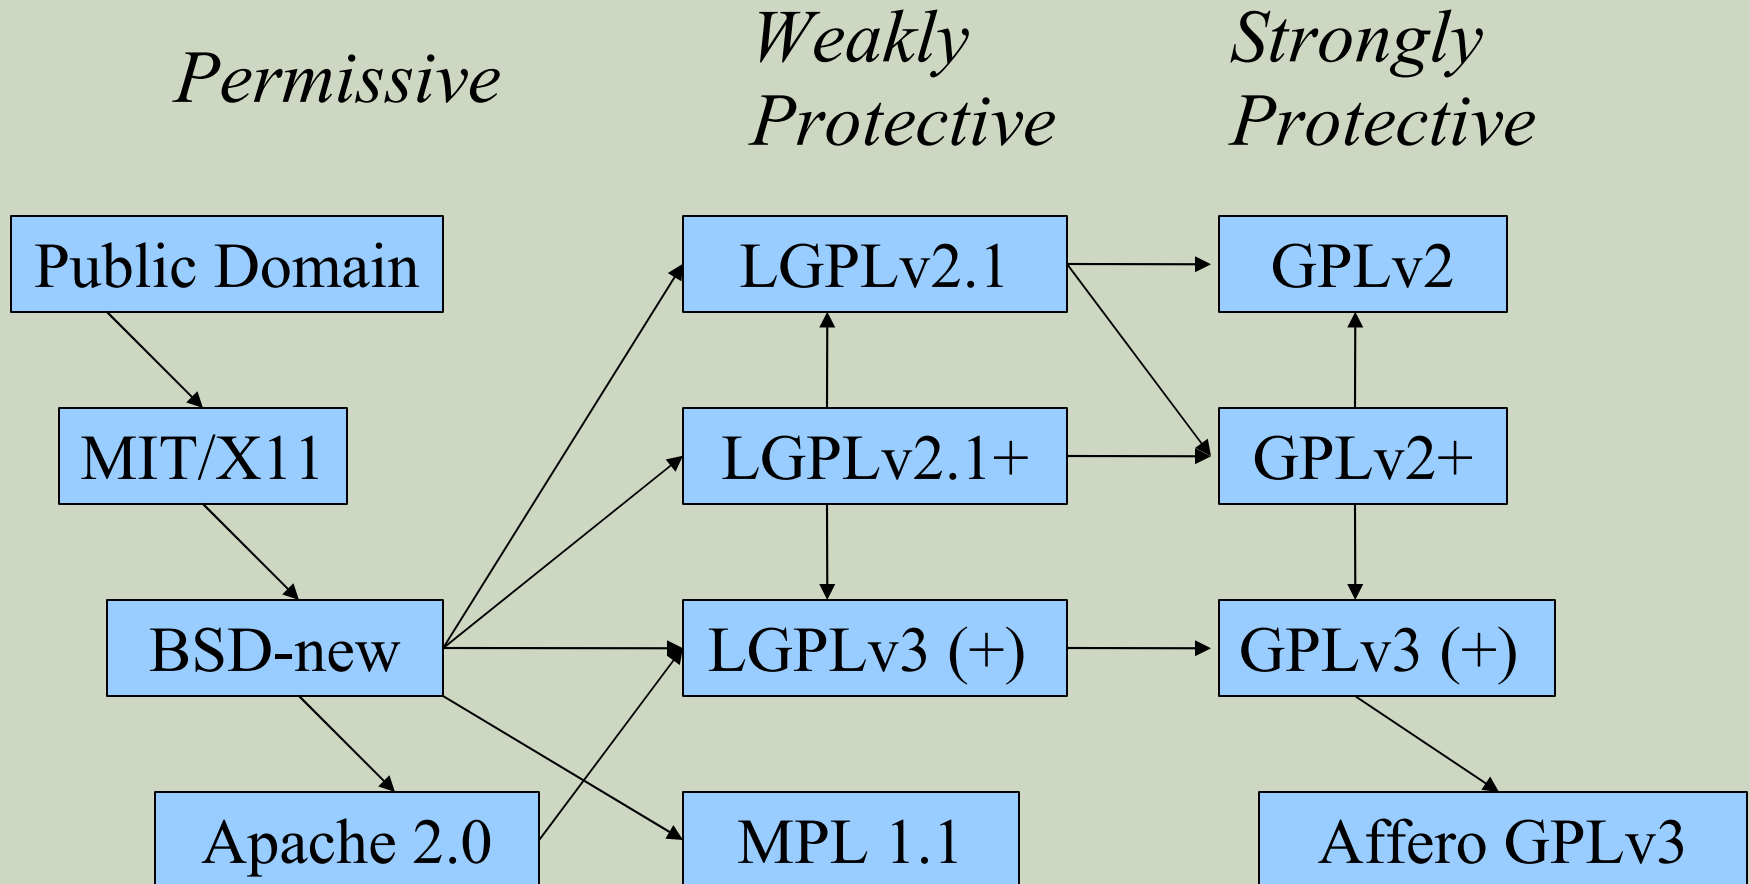 Permissive
Weakly
Protective
Strongly
Protective
Public Domain
LGPLv2.1
GPLv2
MIT/X11
LGPLv2.1+
GPLv2+
BSD-new
LGPLv3 (+)
GPLv3 (+)
Apache 2.0
MPL 1.1
Affero GPLv3